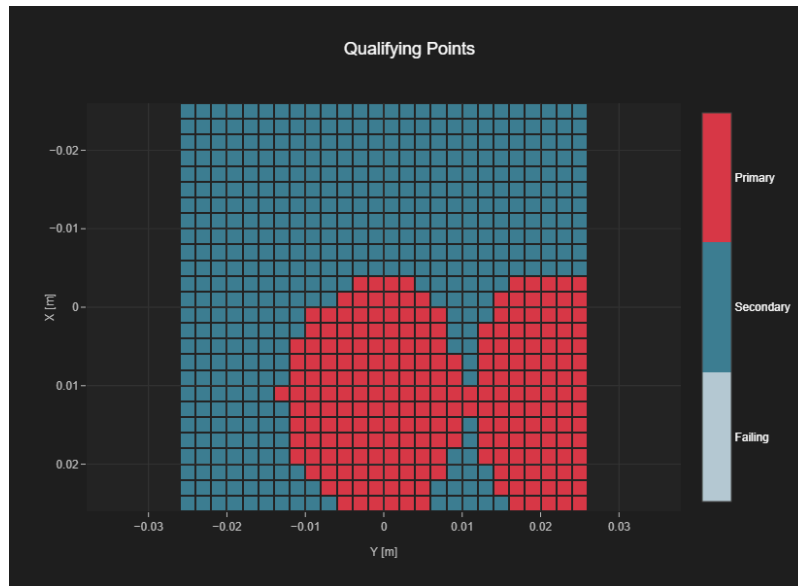 Qualifying Points
−0.02
−0.01
0
0.01
0.02
X [m]
−0.03
−0.02
−0.01
0
0.01
0.02
0.03
Y [m]
Primary
Secondary
Failing